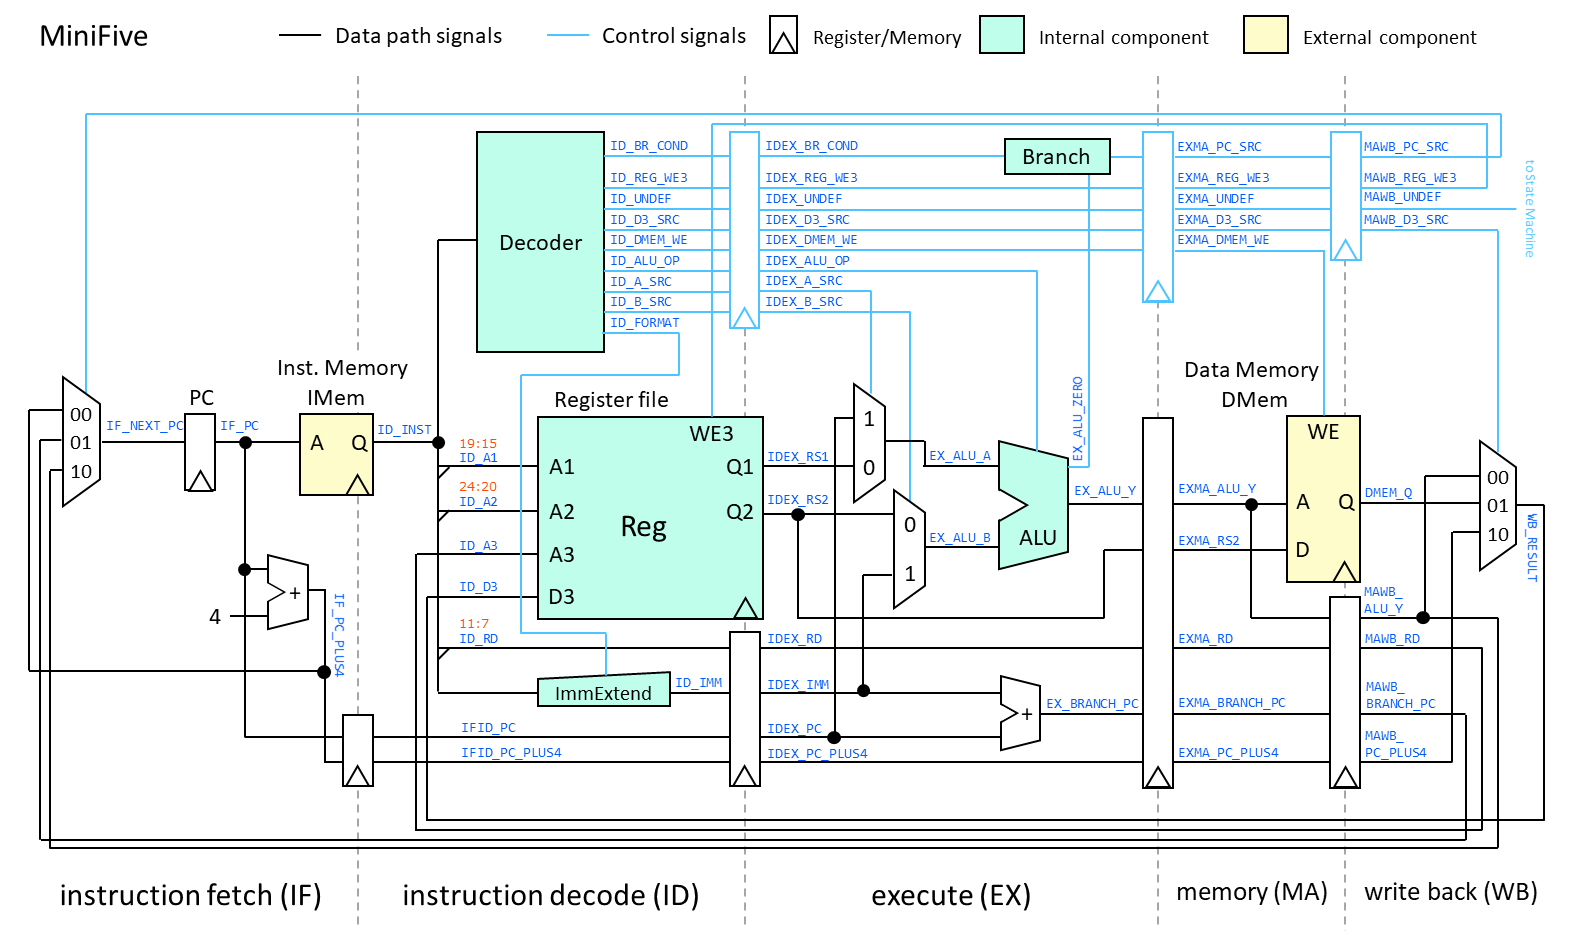 MiniFive
Data path signals
Control signals
Register/Memory
Internal component
External component
ID_BR_COND
IDEX_BR_COND
Branch
EXMA_PC_SRC
MAWB_PC_SRC
ID_REG_WE3
IDEX_REG_WE3
EXMA_REG_WE3
MAWB_REG_WE3
ID_UNDEF
IDEX_UNDEF
EXMA_UNDEF
MAWB_UNDEF
toStateMachine
ID_D3_SRC
IDEX_D3_SRC
EXMA_D3_SRC
MAWB_D3_SRC
Decoder
ID_DMEM_WE
IDEX_DMEM_WE
EXMA_DMEM_WE
ID_ALU_OP
IDEX_ALU_OP
ID_A_SRC
IDEX_A_SRC
ID_B_SRC
IDEX_B_SRC
ID_FORMAT
Inst. Memory
IMem
PC
Register file
Data Memory
DMem
EX_ALU_ZERO
00
01
10
IF_NEXT_PC
IF_PC
A
Q
ID_INST
19:15
ID_A1
24:20
ID_A2
ID_A3
ID_D3
11:7
ID_RD
WE3
A1
A2
A3
D3
Reg
Q1
Q2
IDEX_RS1
IDEX_RS2
1
0
0
1
EX_ALU_A
EX_ALU_B
ALU
EX_ALU_Y
EXMA_ALU_Y
EXMA_RS2
WE
A
Q
D
DMEM_Q
00
01
10
WB_RESULT
4
+
IF_PC_PLUS4
MAWB_
ALU_Y
IDEX_RD
EXMA_RD
MAWB_RD
ImmExtend
ID_IMM
IDEX_IMM
+
EX_BRANCH_PC
EXMA_BRANCH_PC
MAWB_
BRANCH_PC
IFID_PC
IDEX_PC
IFID_PC_PLUS4
IDEX_PC_PLUS4
EXMA_PC_PLUS4
MAWB_
PC_PLUS4
instruction fetch (IF)
instruction decode (ID)
execute (EX)
memory (MA)
write back (WB)